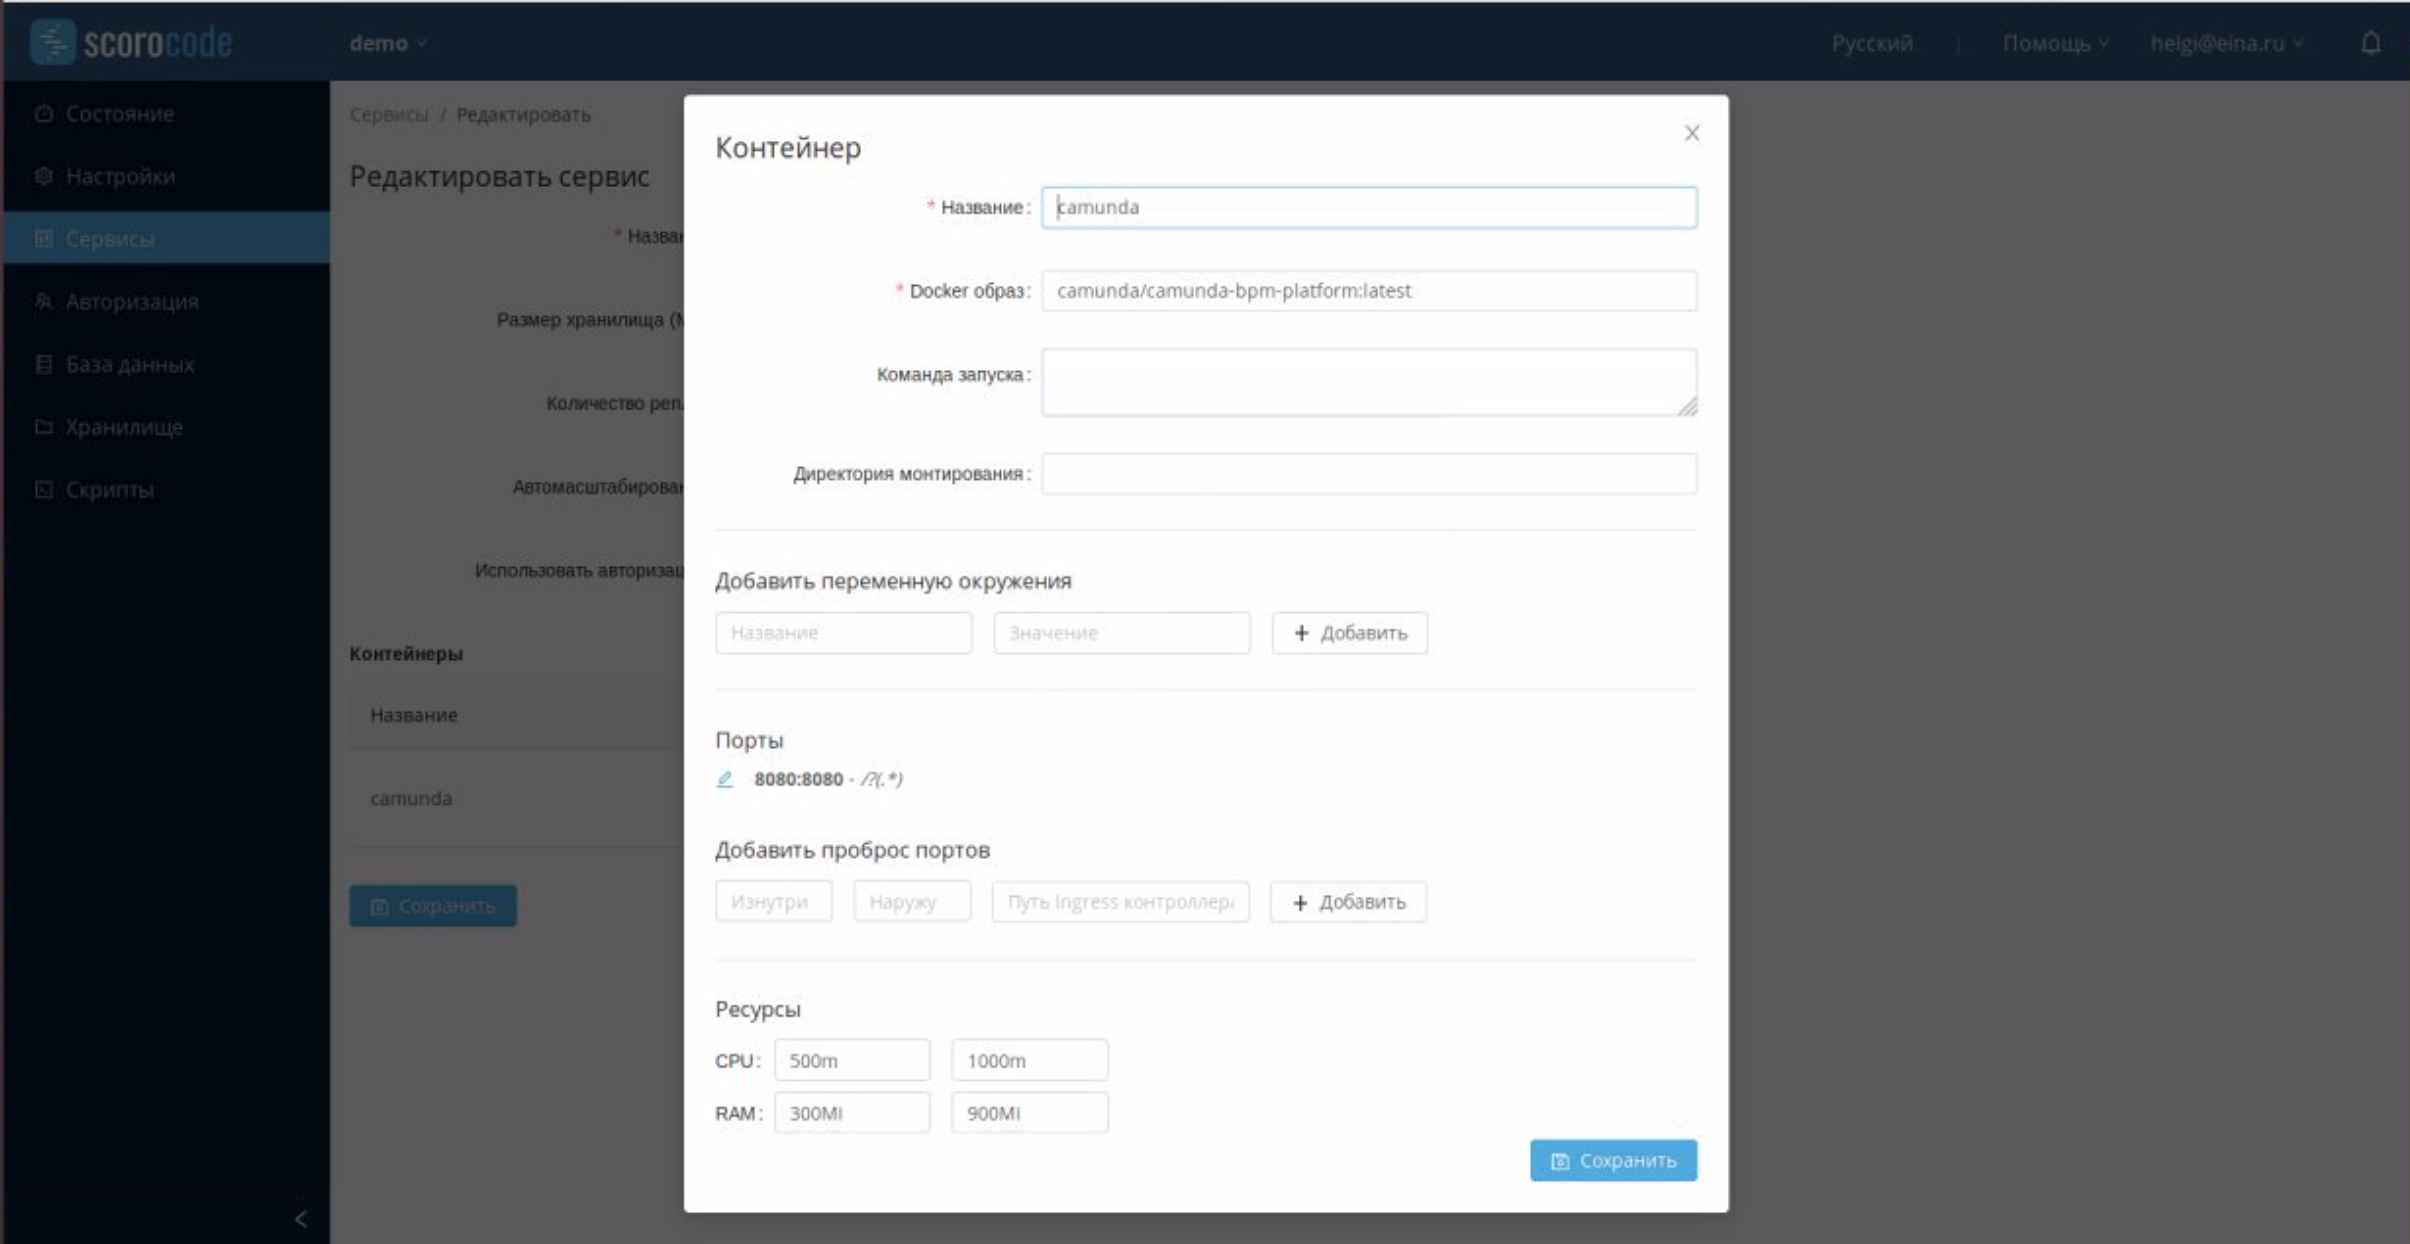 scorocode
demo
Русский
Помощь
helgi@eina.ru
Состояние
Настройки
Сервисы
Авторизация
База данных
Хранилище
Скрипты
Сервисы / Редактировать
Редактировать сервис
* Назва
Размер хранилища (
Количество реп
Автомасштабирова
Использовать авторизац
Контейнеры
Название
camunda
Сохранить
Контейнер
* Название: camunda
* Docker образ: camunda/camunda-bpm-platform:latest
Команда запуска:
Директория монтирования:
Добавить переменную окружения
Название Значение + Добавить
Порты
8080:8080 - /?(.*)
Добавить проброс портов
Изнутри Наружу Путь Ingress контроллера + Добавить
Ресурсы
CPU: 500m 1000m
RAM: 300Mi 900Mi
Сохранить